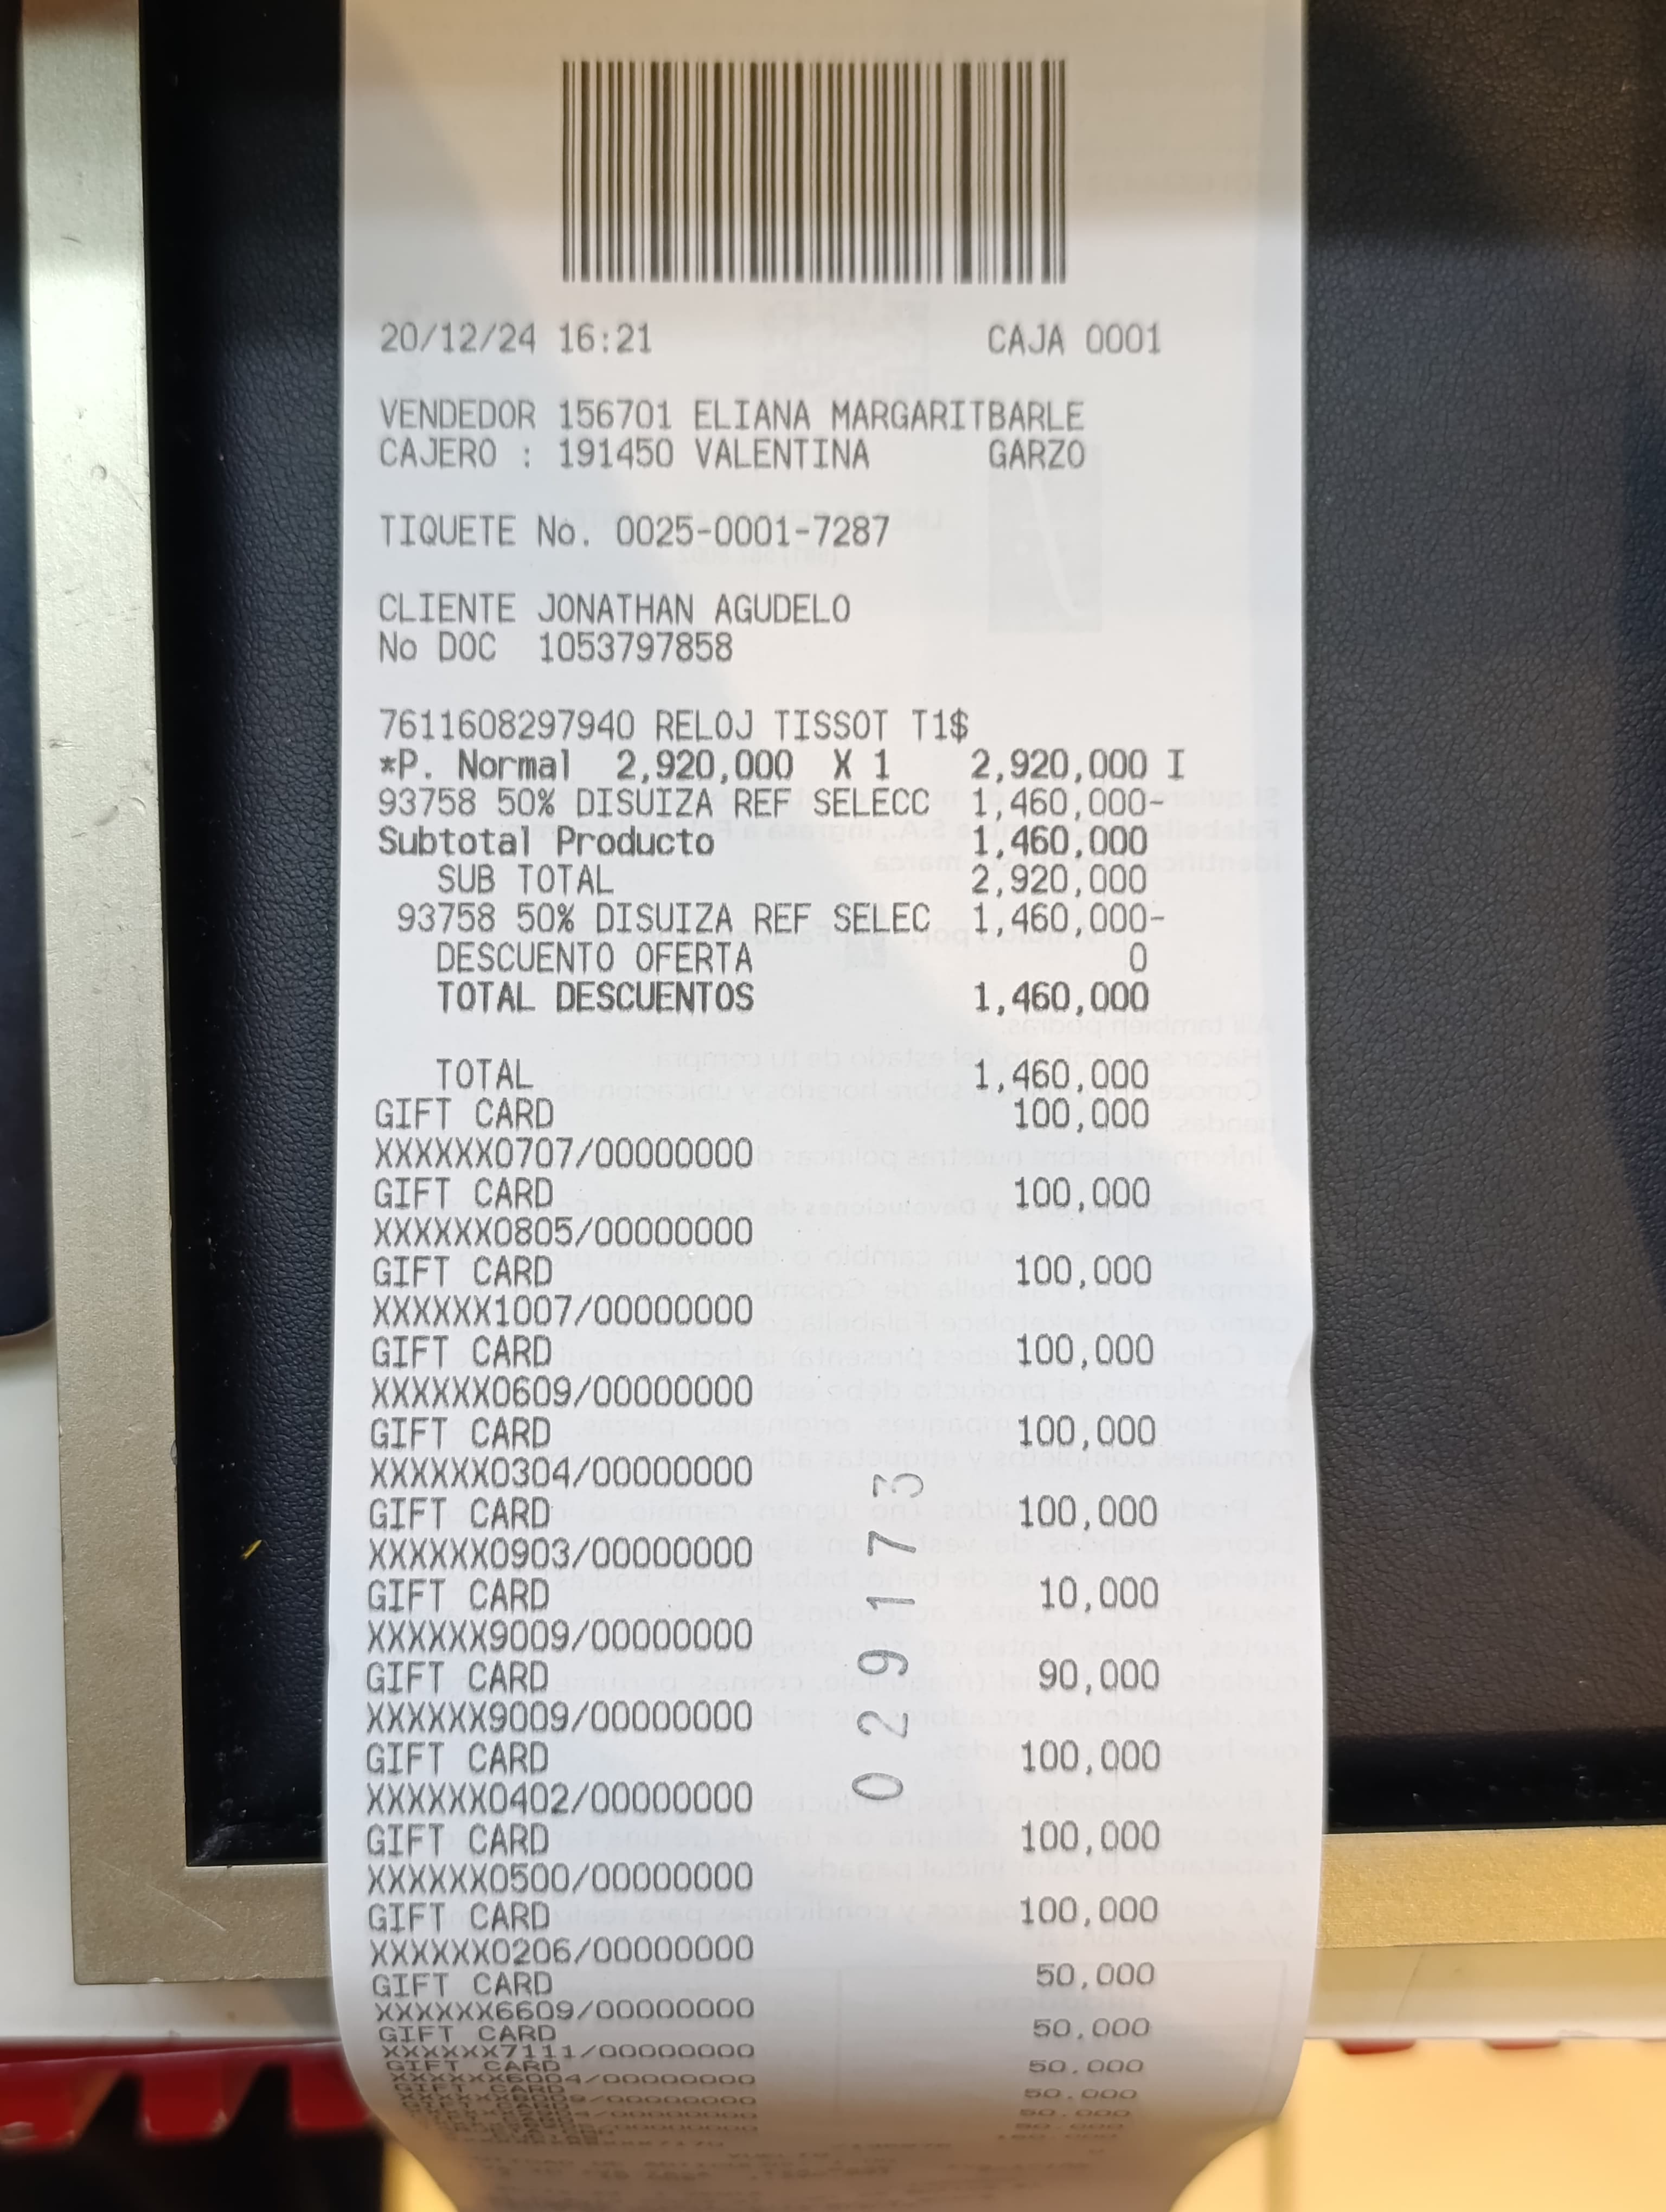 20/12/24 16:21 CAJA 0001
VENDEDOR 156701 ELIANA MARGARITBARLE
CAJERO : 191450 VALENTINA GARZO
TIQUETE No. 0025-0001-7287
CLIENTE JONATHAN AGUDELO
No DOC 1053797858
7611608297940 RELOJ TISSOT T1$
*P. Normal 2,920,000 X 1 2,920,000 I
93758 50% DISUIZA REF SELECC 1,460,000-
Subtotal Producto 1,460,000
SUB TOTAL 2,920,000
93758 50% DISUIZA REF SELEC 1,460,000-
DESCUENTO OFERTA 0
TOTAL DESCUENTOS 1,460,000
TOTAL 1,460,000
GIFT CARD 100,000
XXXXXX0707/00000000
GIFT CARD 100,000
XXXXXX0805/00000000
GIFT CARD 100,000
XXXXXX1007/00000000
GIFT CARD 100,000
XXXXXX0609/00000000
GIFT CARD 100,000
XXXXXX0304/00000000
GIFT CARD 100,000
XXXXXX0903/00000000
GIFT CARD 10,000
XXXXXX9009/00000000
GIFT CARD 90,000
XXXXXX9009/00000000
GIFT CARD 100,000
XXXXXX0402/00000000
GIFT CARD 100,000
XXXXXX0500/00000000
GIFT CARD 100,000
XXXXXX0206/00000000
GIFT CARD 50,000
XXXXXX6609/00000000
GIFT CARD 50,000
XXXXXX7111/00000000
GIFT CARD 50.000
XXXXXX6004/00000000
GIFT CARD 50.000
029173